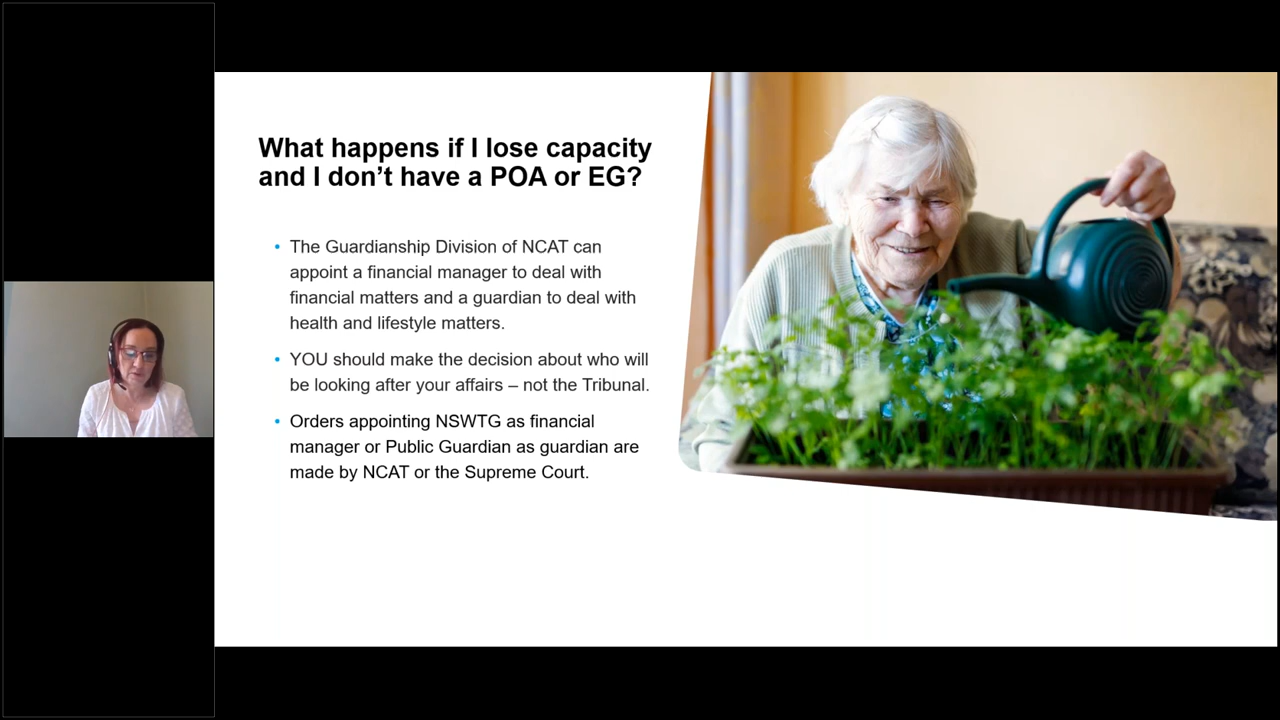 What happens if I lose capacity
and I don’t have a POA or EG?
• The Guardianship Division of NCAT can
appoint a financial manager to deal with
financial matters and a guardian to deal with
health and lifestyle matters.
• YOU should make the decision about who will
be looking after your affairs – not the Tribunal.
• Orders appointing NSWTG as financial
manager or Public Guardian as guardian are
made by NCAT or the Supreme Court.